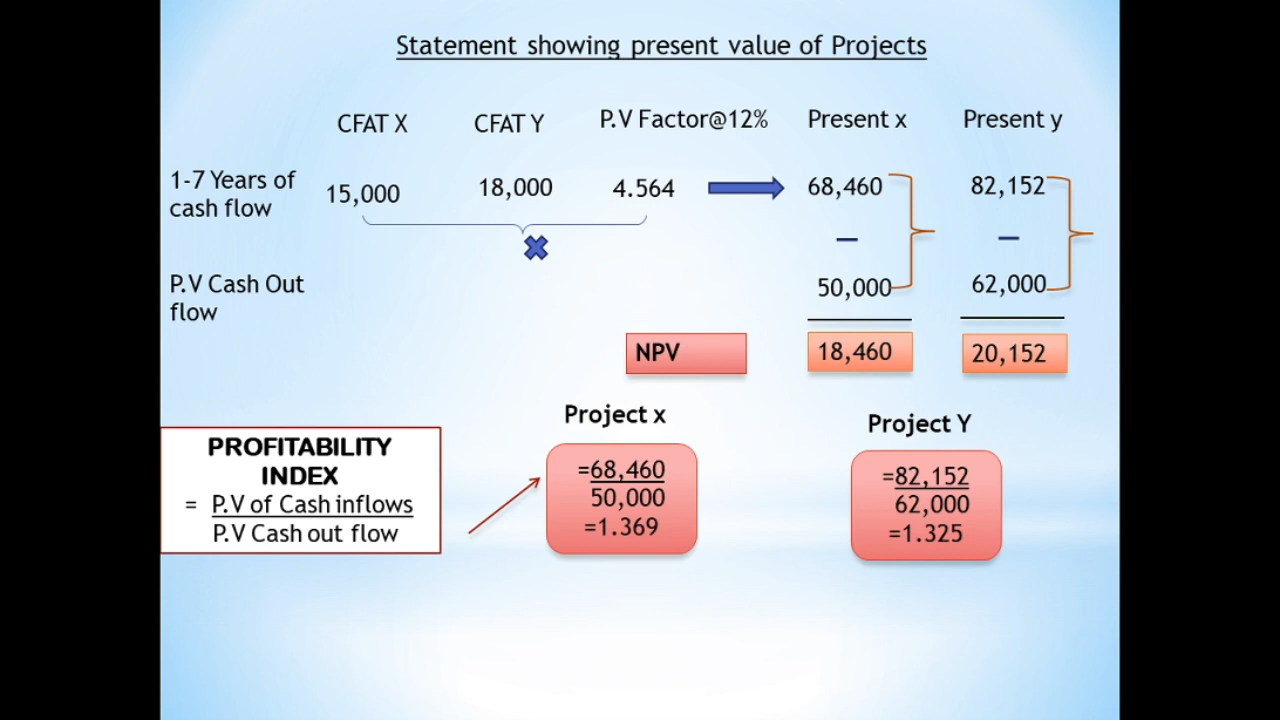 Statement showing present value of Projects
CFAT X CFAT Y P.V Factor@12% Present x Present y
1-7 Years of
cash flow
15,000 18,000 4.564 68,460 82,152
P.V Cash Out
flow
50,000 62,000
NPV 18,460 20,152
Project x
Project Y
PROFITABILITY
INDEX
= P.V of Cash inflows
P.V Cash out flow
=68,460
50,000
=1.369
=82,152
62,000
=1.325